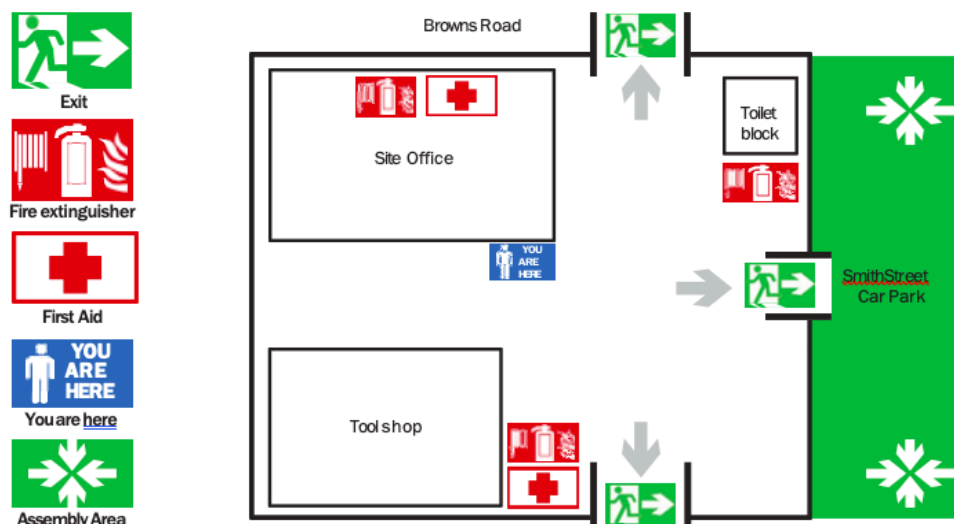 Exit
Fire extinguisher
First Aid
YOU
ARE
HERE
You are here
Assembly Area
Browns Road
Site Office
Toilet
block
YOU
ARE
HERE
SmithStreet
Car Park
Tool shop